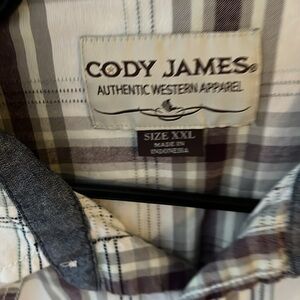 CODY JAMES®
AUTHENTIC WESTERN APPAREL
SIZE XXL
MADE IN
INDONESIA